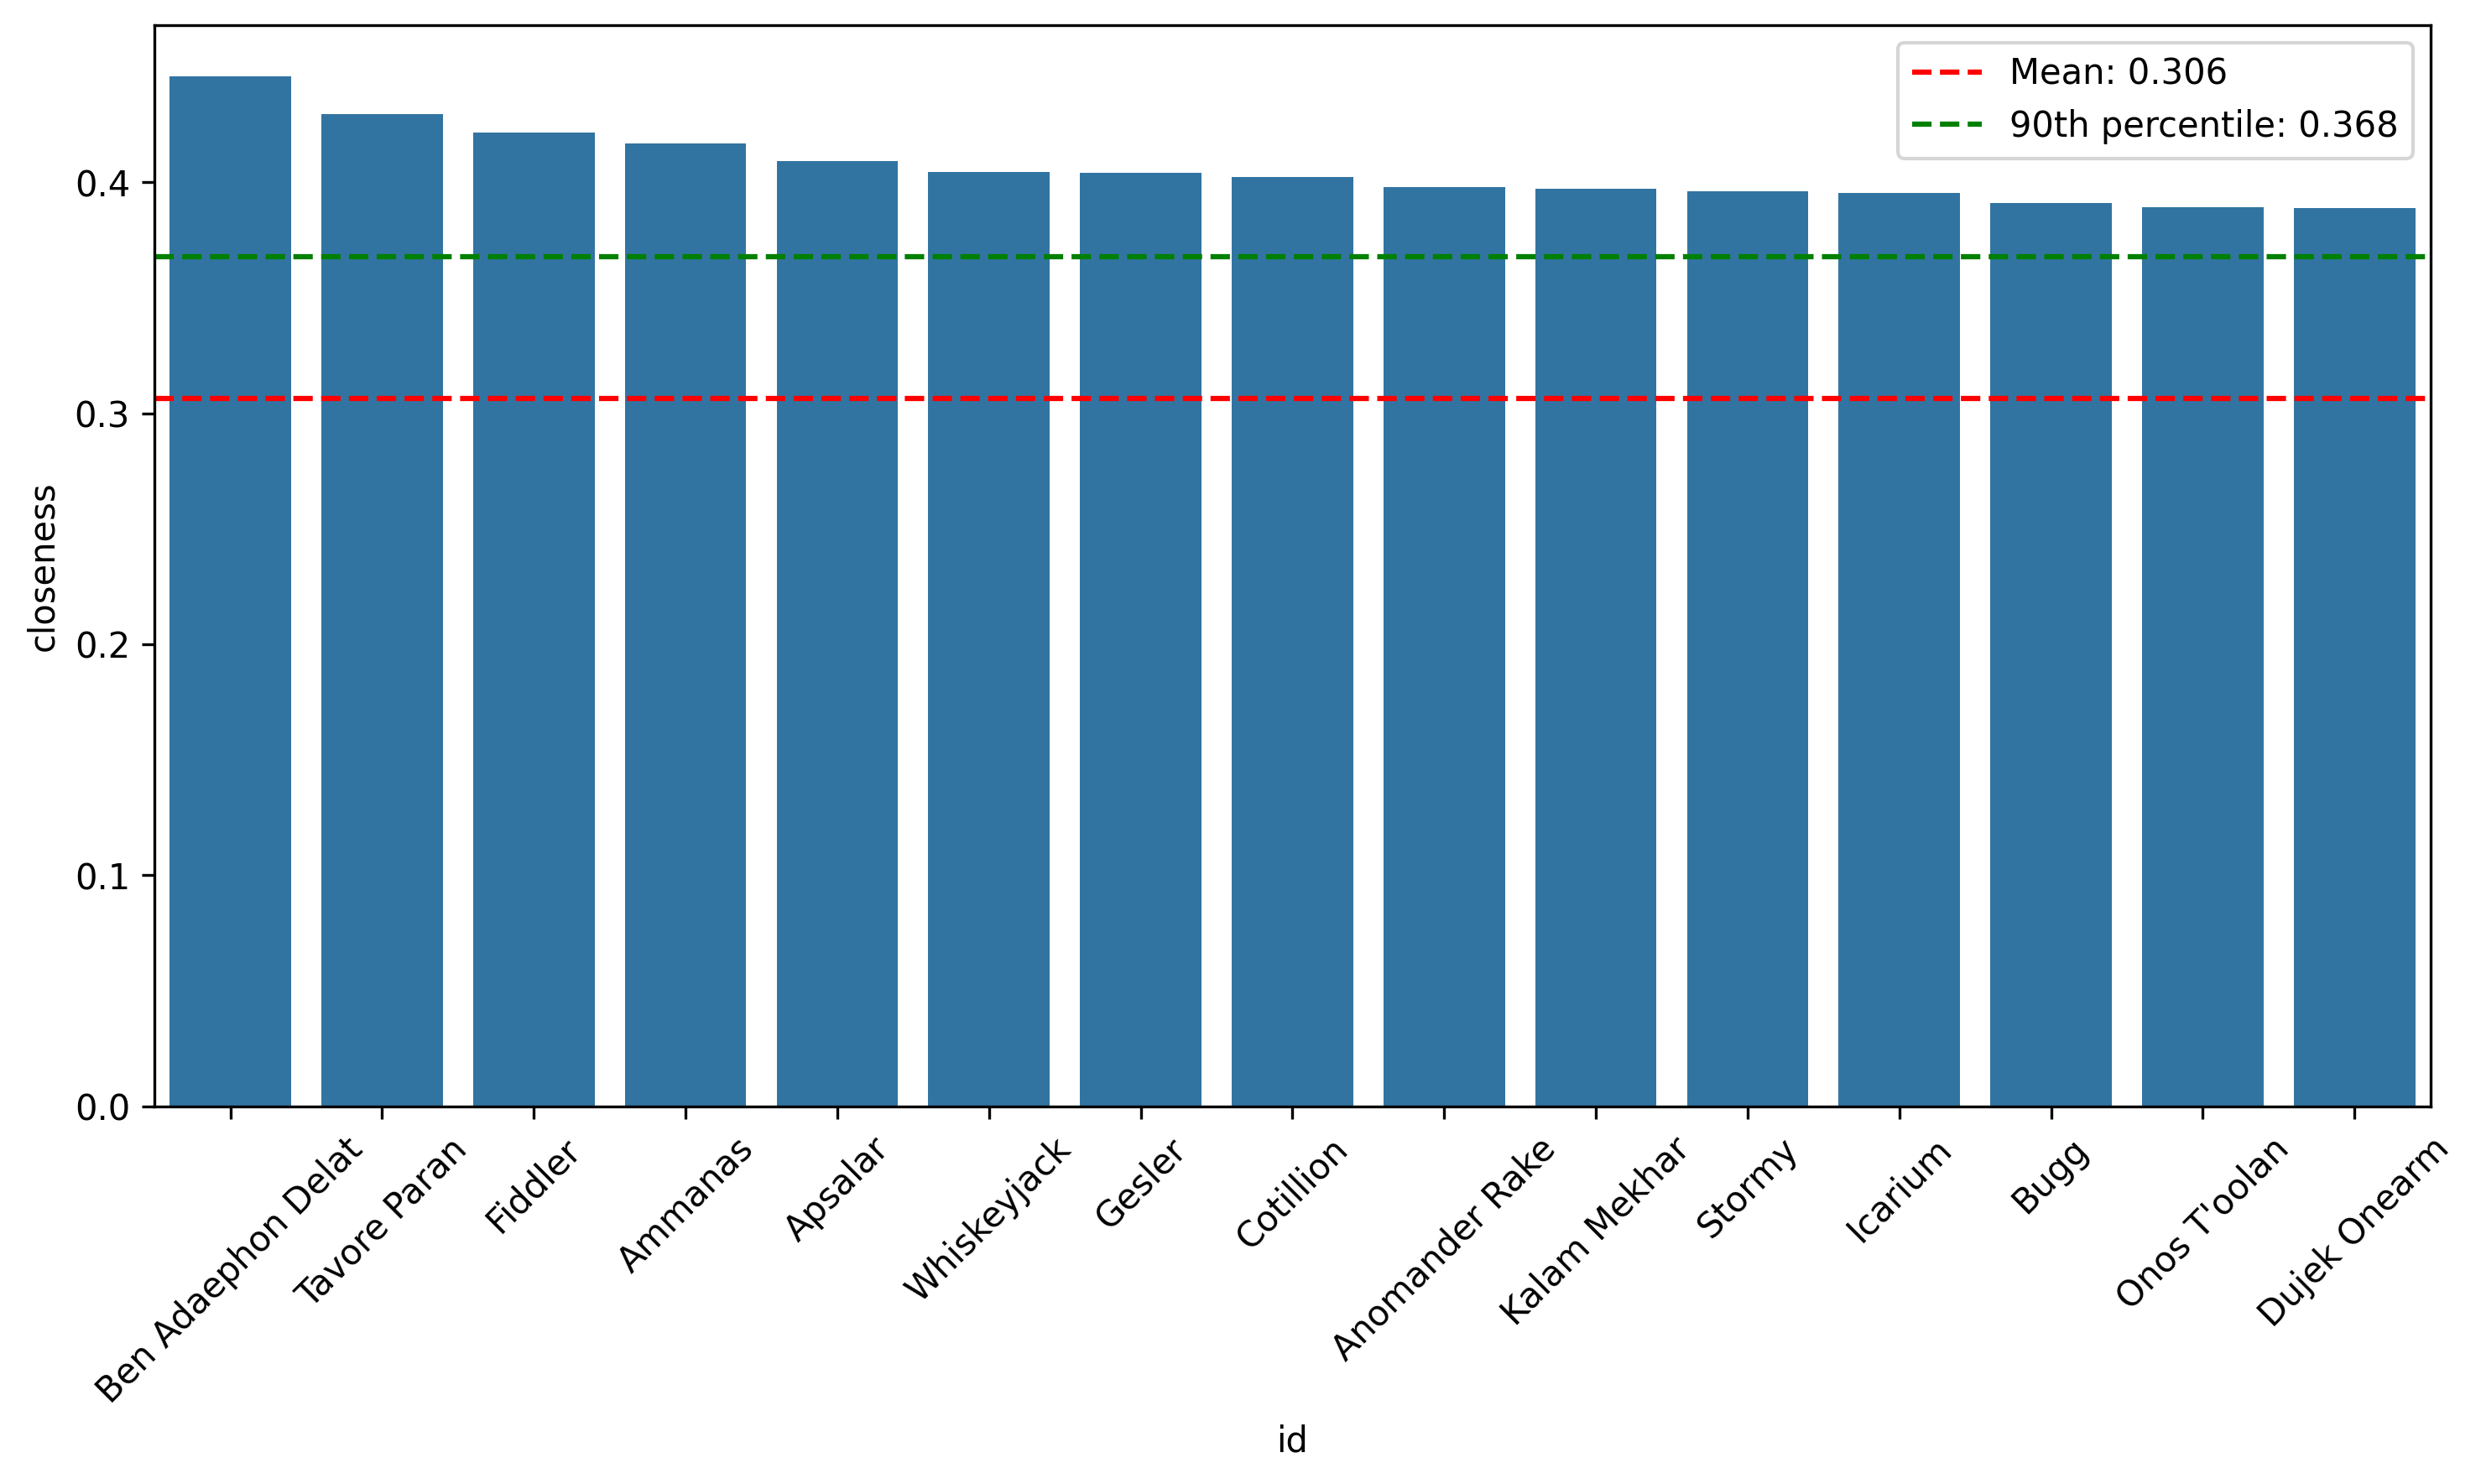 Mean: 0.306
90th percentile: 0.368
closeness
0.4
0.3
0.2
0.1
0.0
Ben Adaephon Delat
Tavore Paran
Fiddler
Ammanas
Apsalar
Whiskeyjack
Gesler
Cotillion
Anomander Rake
Kalam Mekhar
Stormy
Icarium
Bugg
Onos T'oolan
Dujek Onearm
id